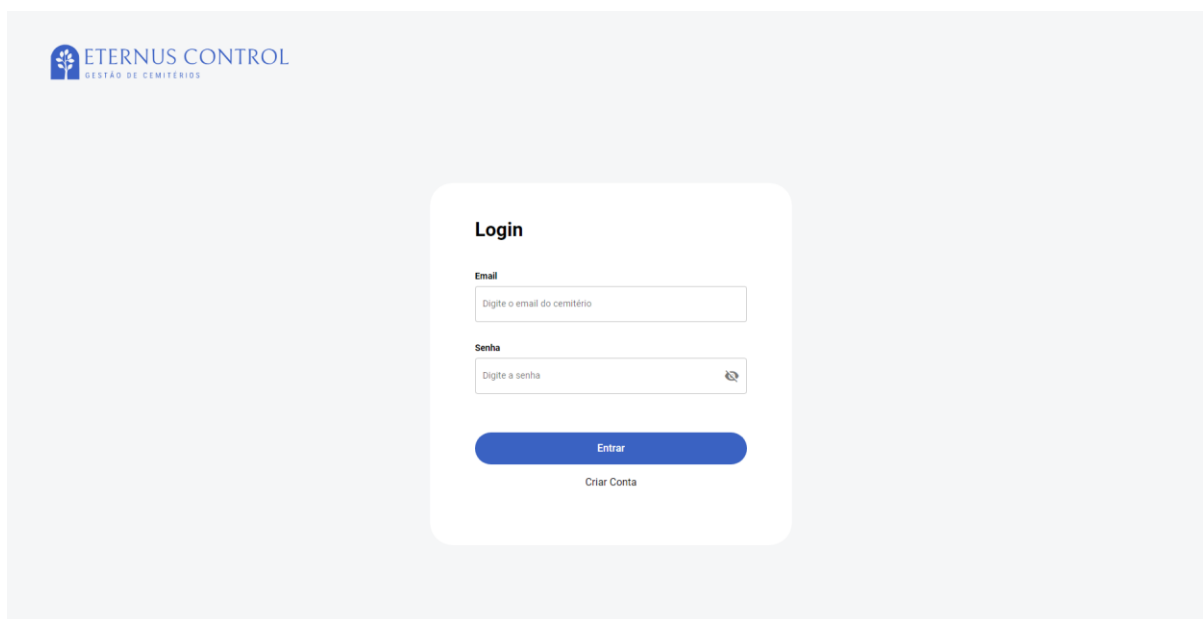 ETERNUS CONTROL
GESTÃO DE CEMITÉRIOS
Login
Email
Digite o email do cemitério
Senha
Digite a senha
Entrar
Criar Conta